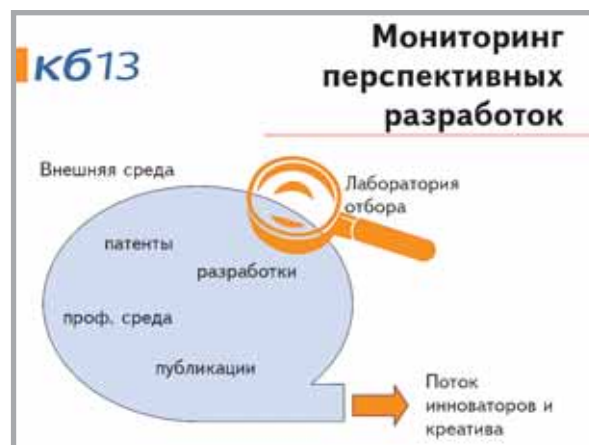 кб13
Мониторинг
перспективных
разработок
Внешняя среда
Лаборатория
отбора
патенты
разработки
проф. среда
публикации
Поток
инноваторов и
креатива